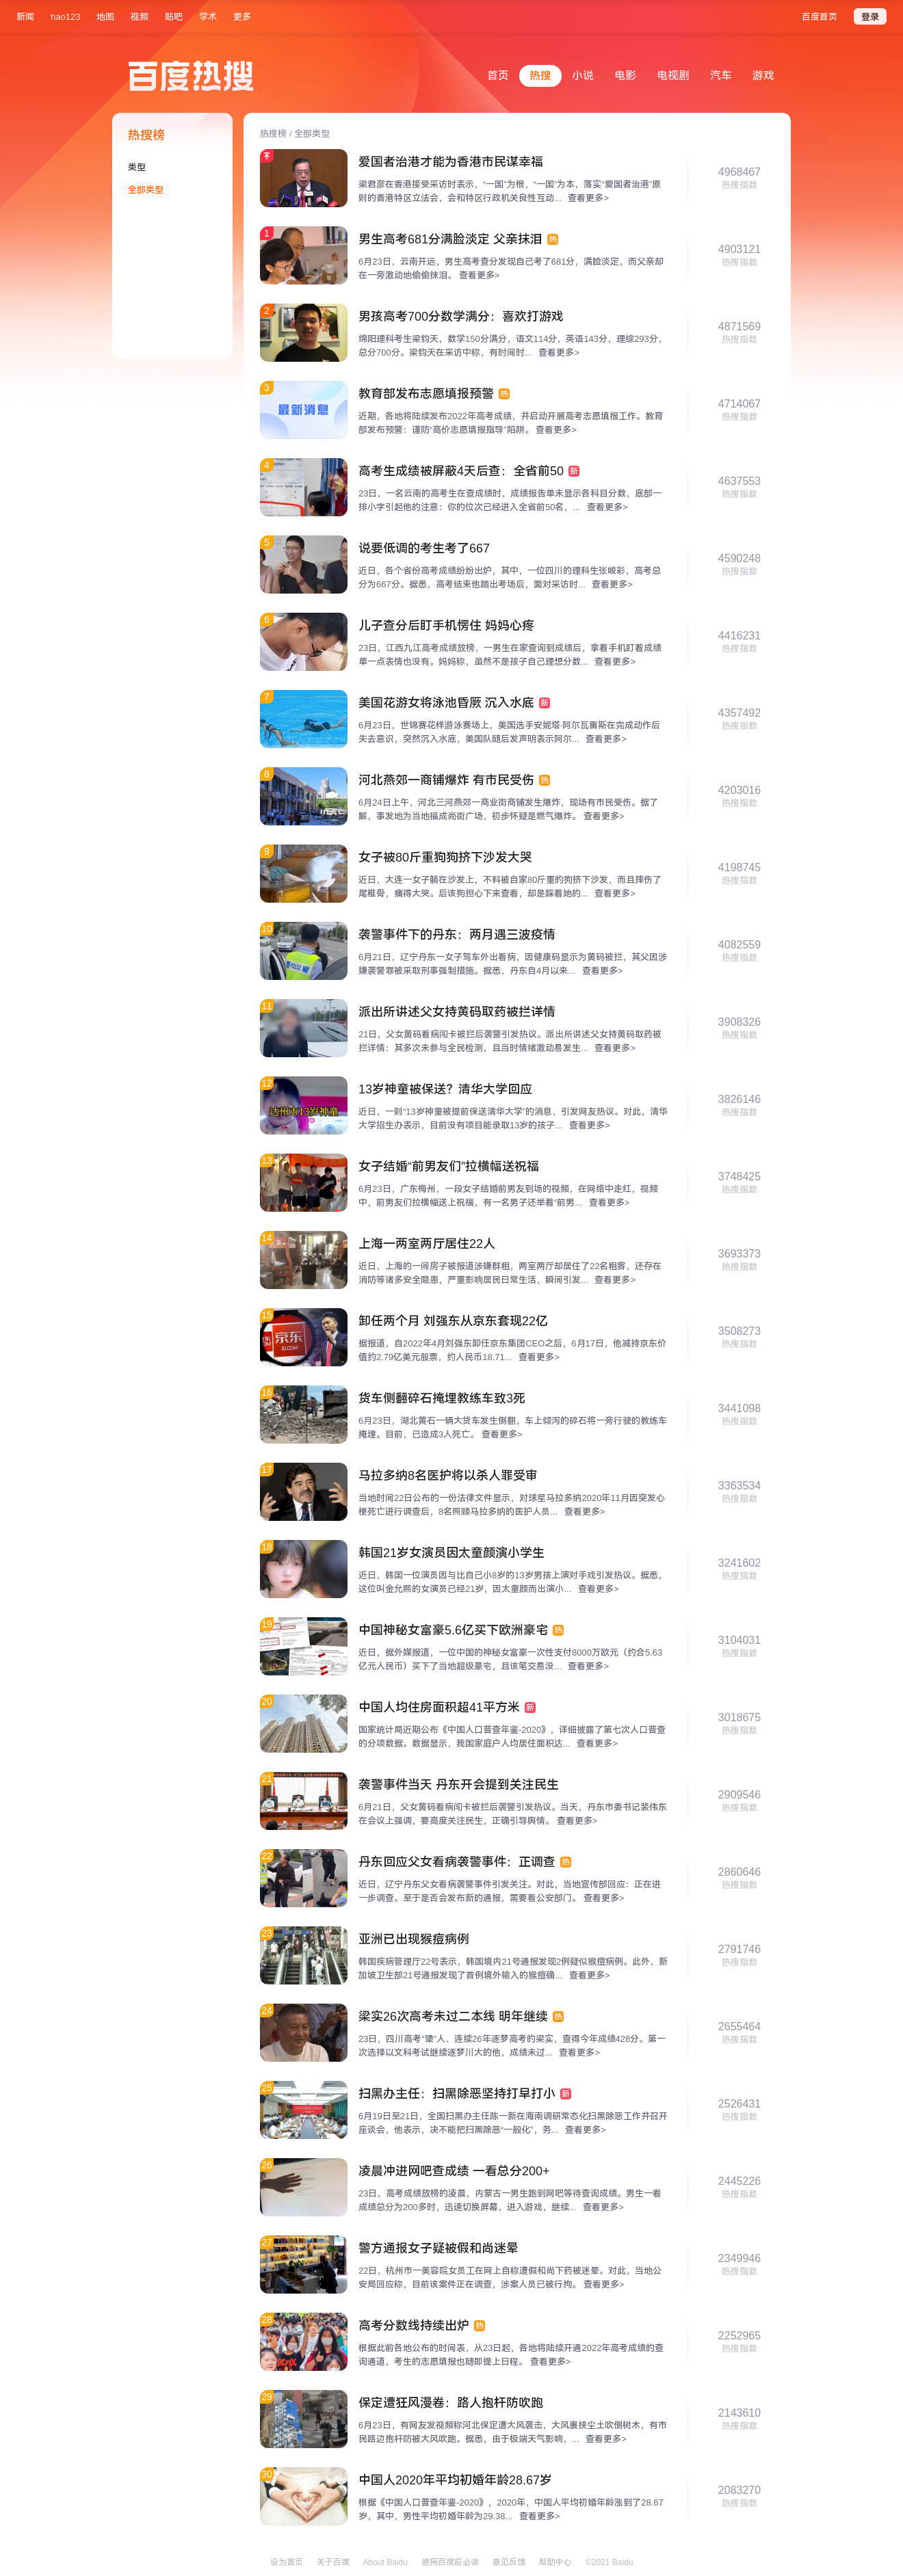 新闻 hao123 地图 视频 贴吧 学术 更多 百度首页 登录
百度热搜
首页 热搜 小说 电影 电视剧 汽车 游戏
热搜榜
类型
全部类型
热搜榜 / 全部类型
爱国者治港才能为香港市民谋幸福
梁君彦在香港接受采访时表示，“一国”为根，“一国”为本，落实“爱国者治港”原
则的香港特区立法会，会和特区行政机关良性互动... 查看更多>
4968467
热搜指数
1
男生高考681分满脸淡定 父亲抹泪 热
6月23日，云南开远，男生高考查分发现自己考了681分，满脸淡定，而父亲却
在一旁激动地偷偷抹泪。 查看更多>
4903121
热搜指数
2
男孩高考700分数学满分：喜欢打游戏
绵阳理科考生梁钧天，数学150分满分，语文114分，英语143分，理综293分，
总分700分。梁钧天在采访中称，有时间时... 查看更多>
4871569
热搜指数
3
最新消息
教育部发布志愿填报预警 热
近期，各地将陆续发布2022年高考成绩，并启动开展高考志愿填报工作。教育
部发布预警：谨防“高价志愿填报指导”陷阱。 查看更多>
4714067
热搜指数
4
高考生成绩被屏蔽4天后查：全省前50 新
23日，一名云南的高考生在查成绩时，成绩报告单未显示各科目分数，底部一
排小字引起他的注意：你的位次已经进入全省前50名，... 查看更多>
4637553
热搜指数
5
说要低调的考生考了667
近日，各个省份高考成绩纷纷出炉，其中，一位四川的理科生张峻彩，高考总
分为667分。据悉，高考结束他踏出考场后，面对采访时... 查看更多>
4590248
热搜指数
6
儿子查分后盯手机愣住 妈妈心疼
23日，江西九江高考成绩放榜，一男生在家查询到成绩后，拿着手机盯着成绩
单一点表情也没有。妈妈称，虽然不是孩子自己理想分数... 查看更多>
4416231
热搜指数
7
美国花游女将泳池昏厥 沉入水底 新
6月23日，世锦赛花样游泳赛场上，美国选手安妮塔·阿尔瓦雷斯在完成动作后
失去意识，突然沉入水底，美国队随后发声明表示阿尔... 查看更多>
4357492
热搜指数
8
河北燕郊一商铺爆炸 有市民受伤 热
6月24日上午，河北三河燕郊一商业街商铺发生爆炸，现场有市民受伤。据了
解，事发地为当地福成尚街广场，初步怀疑是燃气爆炸。 查看更多>
4203016
热搜指数
9
女子被80斤重狗狗挤下沙发大哭
近日，大连一女子躺在沙发上，不料被自家80斤重的狗挤下沙发，而且摔伤了
尾椎骨，痛得大哭。后该狗担心下来查看，却是踩着她的... 查看更多>
4198745
热搜指数
10
袭警事件下的丹东：两月遇三波疫情
6月21日，辽宁丹东一女子驾车外出看病，因健康码显示为黄码被拦，其父因涉
嫌袭警罪被采取刑事强制措施。据悉，丹东自4月以来... 查看更多>
4082559
热搜指数
11
派出所讲述父女持黄码取药被拦详情
21日，父女黄码看病闯卡被拦后袭警引发热议。派出所讲述父女持黄码取药被
拦详情：其多次未参与全民检测，且当时情绪激动易发生... 查看更多>
3908326
热搜指数
12
达州市13岁神童
13岁神童被保送？清华大学回应
近日，一则“13岁神童被提前保送清华大学”的消息，引发网友热议。对此，清华
大学招生办表示，目前没有项目能录取13岁的孩子... 查看更多>
3826146
热搜指数
13
女子结婚“前男友们”拉横幅送祝福
6月23日，广东梅州，一段女子结婚前男友到场的视频，在网络中走红，视频
中，前男友们拉横幅送上祝福，有一名男子还举着“前男... 查看更多>
3748425
热搜指数
14
上海一两室两厅居住22人
近日，上海的一间房子被报道涉嫌群租，两室两厅却居住了22名租客，还存在
消防等诸多安全隐患，严重影响居民日常生活，瞬间引发... 查看更多>
3693373
热搜指数
15
京东
JD.COM
卸任两个月 刘强东从京东套现22亿
据报道，自2022年4月刘强东卸任京东集团CEO之后，6月17日，他减持京东价
值约2.79亿美元股票，约人民币18.71... 查看更多>
3508273
热搜指数
16
货车侧翻碎石掩埋教练车致3死
6月23日，湖北黄石一辆大货车发生侧翻，车上倾泻的碎石将一旁行驶的教练车
掩埋。目前，已造成3人死亡。 查看更多>
3441098
热搜指数
17
马拉多纳8名医护将以杀人罪受审
当地时间22日公布的一份法律文件显示，对球星马拉多纳2020年11月因突发心
梗死亡进行调查后，8名照顾马拉多纳的医护人员... 查看更多>
3363534
热搜指数
18
韩国21岁女演员因太童颜演小学生
近日，韩国一位演员因与比自己小8岁的13岁男孩上演对手戏引发热议。据悉，
这位叫金允熙的女演员已经21岁，因太童颜而出演小... 查看更多>
3241602
热搜指数
19
中国神秘女富豪5.6亿买下欧洲豪宅 热
近日，据外媒报道，一位中国的神秘女富豪一次性支付8000万欧元（约合5.63
亿元人民币）买下了当地超级豪宅，且该笔交易没... 查看更多>
3104031
热搜指数
20
中国人均住房面积超41平方米 新
国家统计局近期公布《中国人口普查年鉴-2020》，详细披露了第七次人口普查
的分项数据。数据显示，我国家庭户人均居住面积达... 查看更多>
3018675
热搜指数
21
袭警事件当天 丹东开会提到关注民生
6月21日，父女黄码看病闯卡被拦后袭警引发热议。当天，丹东市委书记裴伟东
在会议上强调，要高度关注民生，正确引导舆情。 查看更多>
2909546
热搜指数
22
丹东回应父女看病袭警事件：正调查 热
近日，辽宁丹东父女看病袭警事件引发关注。对此，当地宣传部回应：正在进
一步调查。至于是否会发布新的通报，需要看公安部门。 查看更多>
2860646
热搜指数
23
亚洲已出现猴痘病例
韩国疾病管理厅22号表示，韩国境内21号通报发现2例疑似猴痘病例。此外，新
加坡卫生部21号通报发现了首例境外输入的猴痘确... 查看更多>
2791746
热搜指数
24
梁实26次高考未过二本线 明年继续 热
23日，四川高考“犟”人、连续26年逐梦高考的梁实，查得今年成绩428分。第一
次选择以文科考试继续逐梦川大的他，成绩未过... 查看更多>
2655464
热搜指数
25
扫黑办主任：扫黑除恶坚持打早打小 新
6月19日至21日，全国扫黑办主任陈一新在海南调研常态化扫黑除恶工作并召开
座谈会，他表示，决不能把扫黑除恶“一般化”，务... 查看更多>
2526431
热搜指数
26
凌晨冲进网吧查成绩 一看总分200+
23日，高考成绩放榜的凌晨，内蒙古一男生跑到网吧等待查询成绩。男生一看
成绩总分为200多时，迅速切换屏幕，进入游戏，继续... 查看更多>
2445226
热搜指数
27
警方通报女子疑被假和尚迷晕
22日，杭州市一美容院女员工在网上自称遭假和尚下药被迷晕。对此，当地公
安局回应称，目前该案件正在调查，涉案人员已被行拘。 查看更多>
2349946
热搜指数
28
高考分数线持续出炉 热
根据此前各地公布的时间表，从23日起，各地将陆续开通2022年高考成绩的查
询通道，考生的志愿填报也随即提上日程。 查看更多>
2252965
热搜指数
29
保定遭狂风漫卷：路人抱杆防吹跑
6月23日，有网友发视频称河北保定遭大风袭击，大风裹挟尘土吹倒树木，有市
民路边抱杆防被大风吹跑。据悉，由于极端天气影响，... 查看更多>
2143610
热搜指数
30
中国人2020年平均初婚年龄28.67岁
根据《中国人口普查年鉴-2020》，2020年，中国人平均初婚年龄涨到了28.67
岁，其中，男性平均初婚年龄为29.38... 查看更多>
2083270
热搜指数
设为首页 关于百度 About Baidu 使用百度前必读 意见反馈 帮助中心 ©2021 Baidu